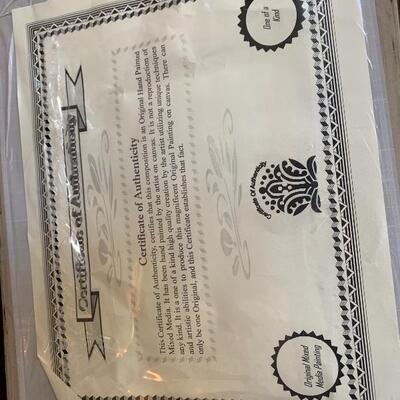 Certificate of Authenticity
Certificate of Authenticity
This Certificate of Authenticity, certifies that this composition is an Original Hand Painted
Mixed Media. It has been hand painted by the artist on canvas. It is not a reproduction of
any kind. It is a one of a kind high quality creation by the artist utilizing unique techniques
and artistic abilities to produce this magnificent Original Painting on canvas. There can
only be one Original, and this Certificate establishes that fact.
Certificate Of Authenticity
Original Mixed
Media Painting
One of a
Kind